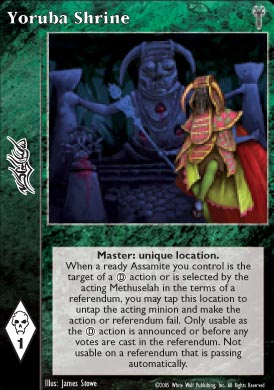 Yoruba Shrine
Master: unique location.
When a ready Assamite you control is the
target of a Ⓓ action or is selected by the
acting Methuselah in the terms of a
referendum, you may tap this location to
untap the acting minion and make the
action or referendum fail. Only usable as
the Ⓓ action is announced or before any
votes are cast in the referendum. Not
usable on a referendum that is passing
automatically.
1
Illus: James Stowe
©2005 White Wolf Publishing, Inc. All Rights Reserved